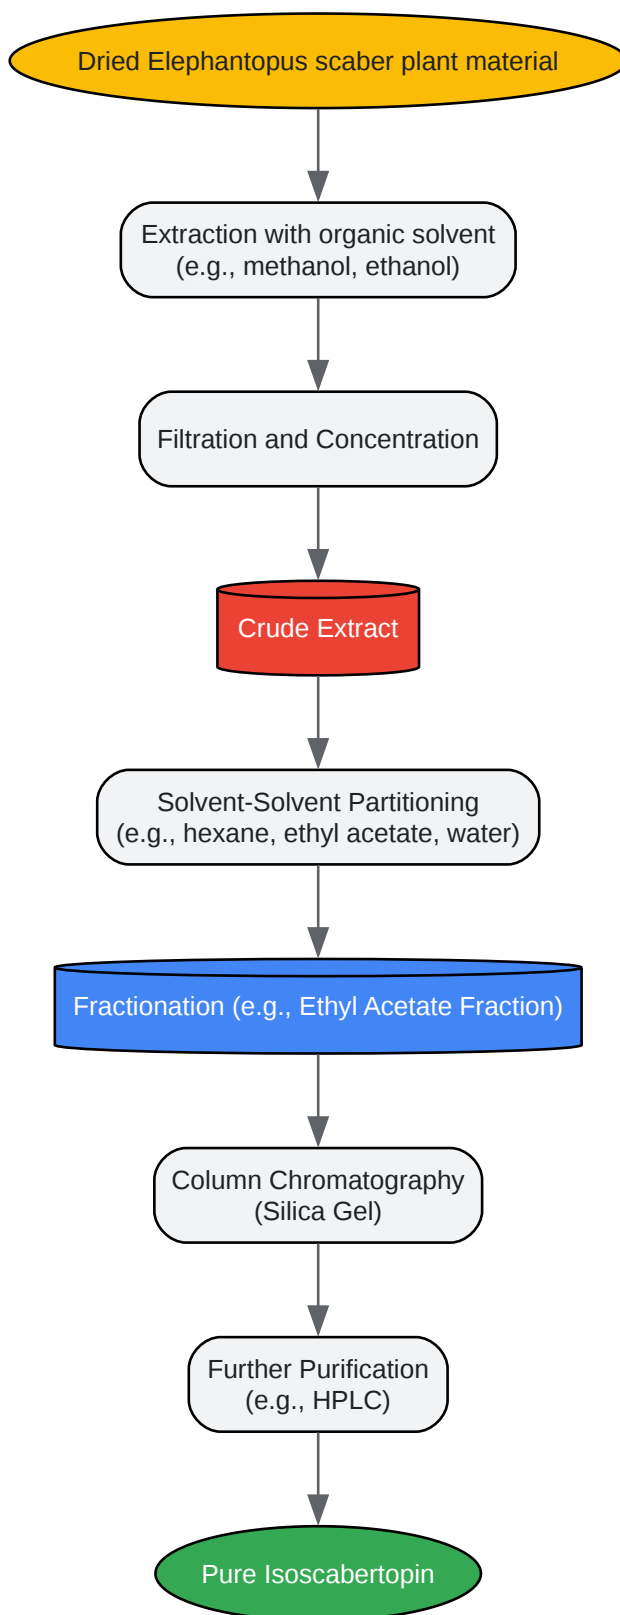 Dried Elephantopus scaber plant material
Extraction with organic solvent
(e.g., methanol, ethanol)
Filtration and Concentration
Crude Extract
Solvent-Solvent Partitioning
(e.g., hexane, ethyl acetate, water)
Fractionation (e.g., Ethyl Acetate Fraction)
Column Chromatography
(Silica Gel)
Further Purification
(e.g., HPLC)
Pure Isoscabertopin